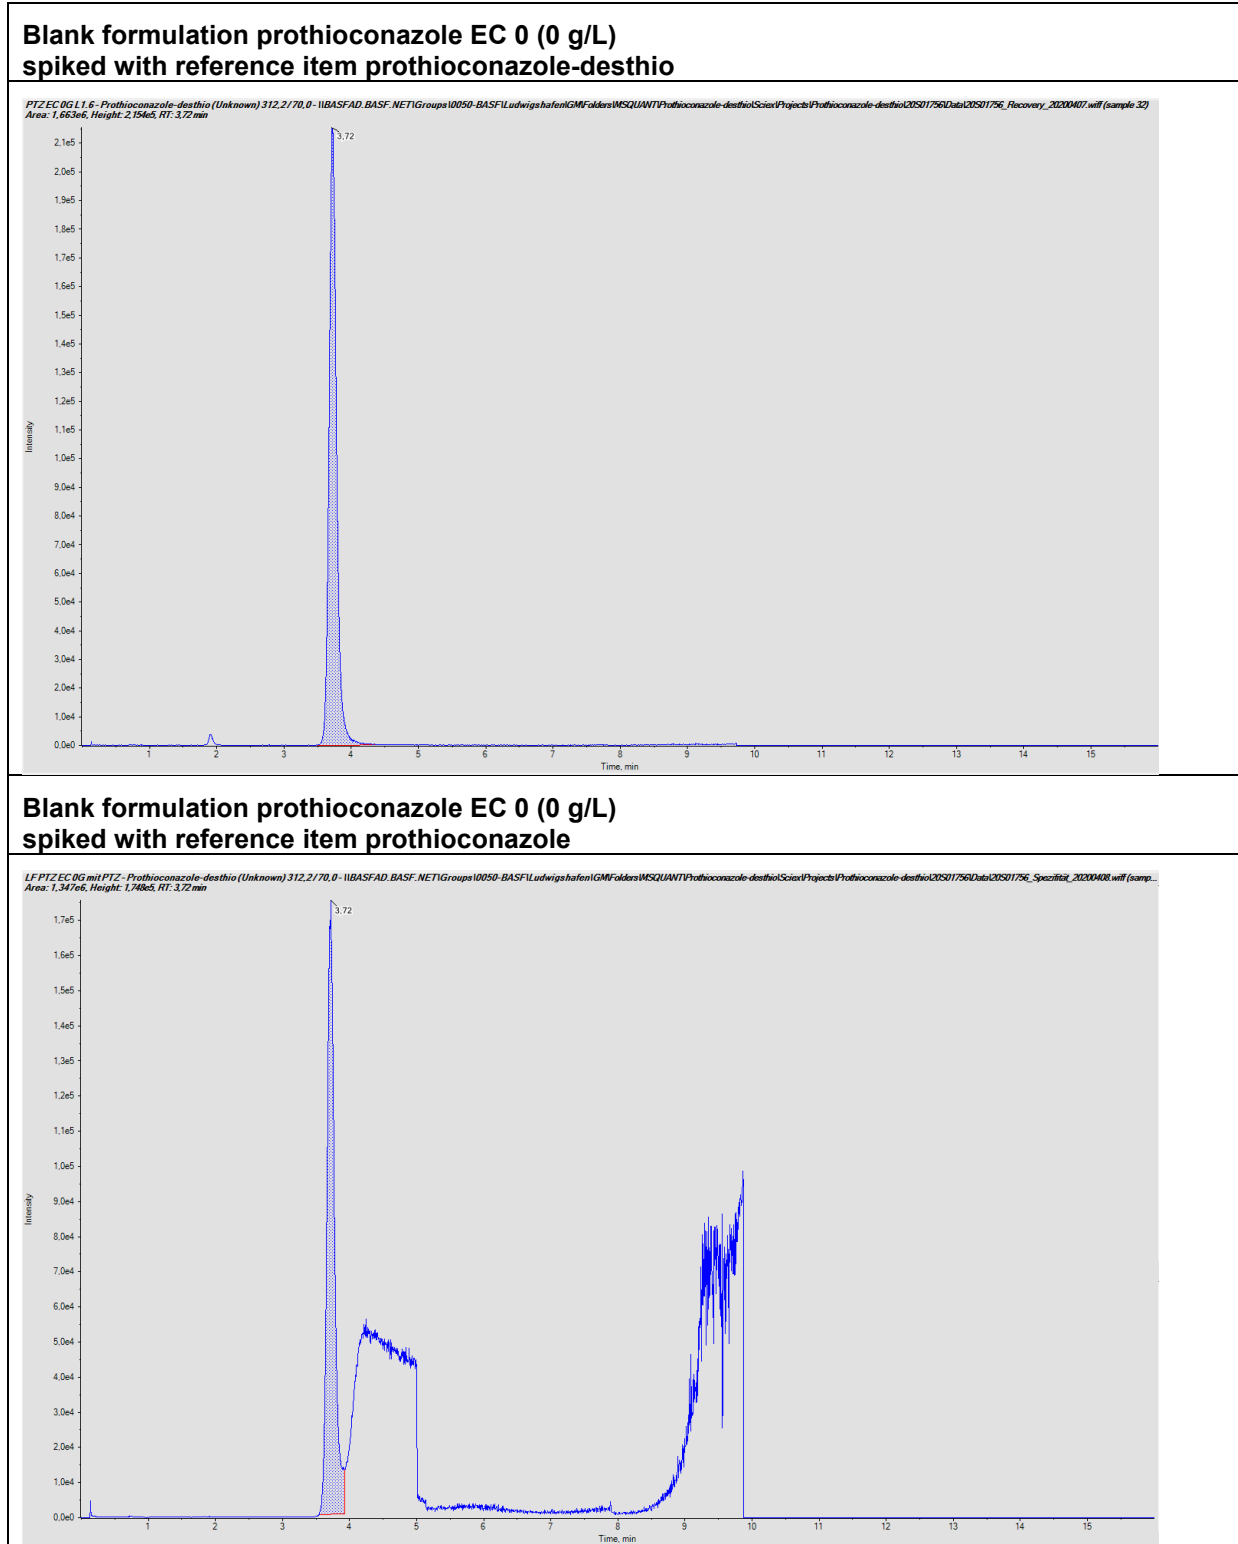 Blank formulation prothioconazole EC 0 (0 g/L)
spiked with reference item prothioconazole-desthio
PTZ EC 0G L1.6 - Prothioconazole-desthio (Unknown) 312,2 / 70,0 - \\BASFAD.BASF.NET\Groups\0050-BASF\Ludwigshafen\GM\Folders\MSQUANT\Prothioconazole-desthio\Sciex\Projects\Prothioconazole-desthio\20S01756\Data\20S01756_Recovery_20200407.wiff (sample 32)
Area: 1,663e6, Height: 2,154e5, RT: 3,72 min
3,72
2,1e5
2,0e5
1,9e5
1,8e5
1,7e5
1,6e5
1,5e5
1,4e5
1,3e5
1,2e5
1,1e5
1,0e5
9,0e4
8,0e4
7,0e4
6,0e4
5,0e4
4,0e4
3,0e4
2,0e4
1,0e4
0,0e0
Intensity
1 2 3 4 5 6 7 8 9 10 11 12 13 14 15
Time, min
Blank formulation prothioconazole EC 0 (0 g/L)
spiked with reference item prothioconazole
LF PTZ EC 0G mit PTZ - Prothioconazole-desthio (Unknown) 312,2 / 70,0 - \\BASFAD.BASF.NET\Groups\0050-BASF\Ludwigshafen\GM\Folders\MSQUANT\Prothioconazole-desthio\Sciex\Projects\Prothioconazole-desthio\20S01756\Data\20S01756_Spezifität_20200408.wiff (samp...
Area: 1,347e6, Height: 1,748e5, RT: 3,72 min
3,72
1,7e5
1,6e5
1,5e5
1,4e5
1,3e5
1,2e5
1,1e5
1,0e5
9,0e4
8,0e4
7,0e4
6,0e4
5,0e4
4,0e4
3,0e4
2,0e4
1,0e4
0,0e0
Intensity
1 2 3 4 5 6 7 8 9 10 11 12 13 14 15
Time, min